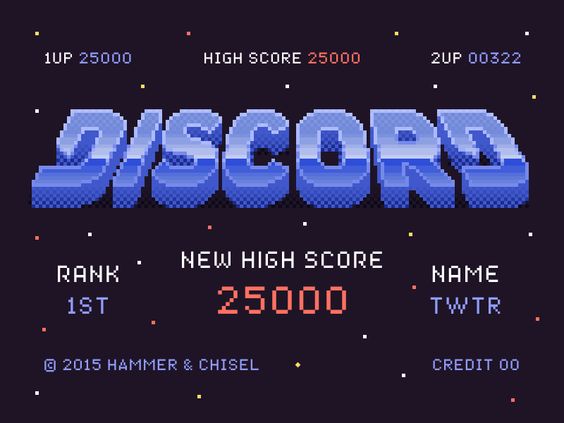 1UP 25000 HIGH SCORE 25000 2UP 00322
DISCORD
NEW HIGH SCORE
25000
RANK
1ST
NAME
TWTR
© 2015 HAMMER & CHISEL CREDIT 00